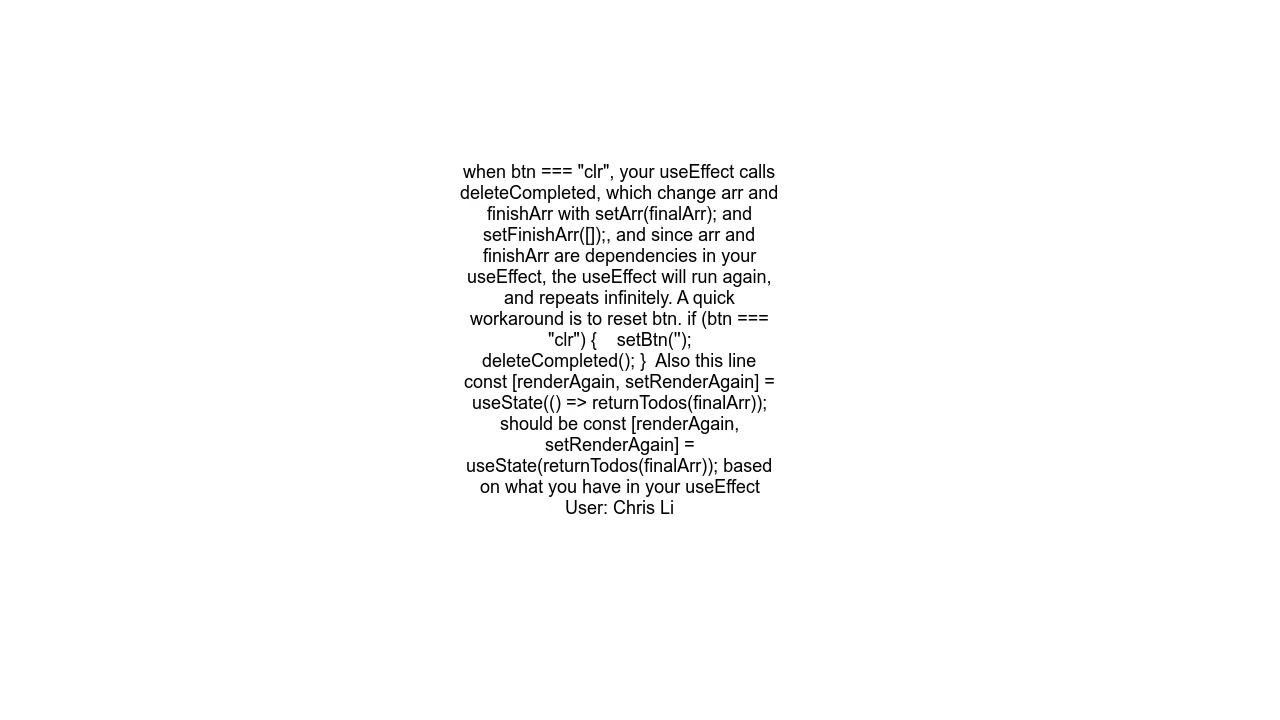 when btn === "clr", your useEffect calls
deleteCompleted, which change arr and
finishArr with setArr(finalArr); and
setFinishArr([]);, and since arr and
finishArr are dependencies in your
useEffect, the useEffect will run again,
and repeats infinitely. A quick
workaround is to reset btn. if (btn ===
"clr") {    setBtn('');
deleteCompleted(); }  Also this line
const [renderAgain, setRenderAgain] =
useState(() => returnTodos(finalArr));
should be const [renderAgain,
setRenderAgain] =
useState(returnTodos(finalArr)); based
on what you have in your useEffect
User: Chris Li